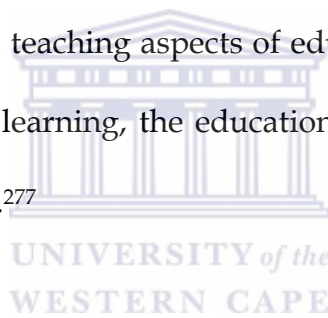 teaching aspects of edu
learning, the education
.277
UNIVERSITY of the
WESTERN CAPE